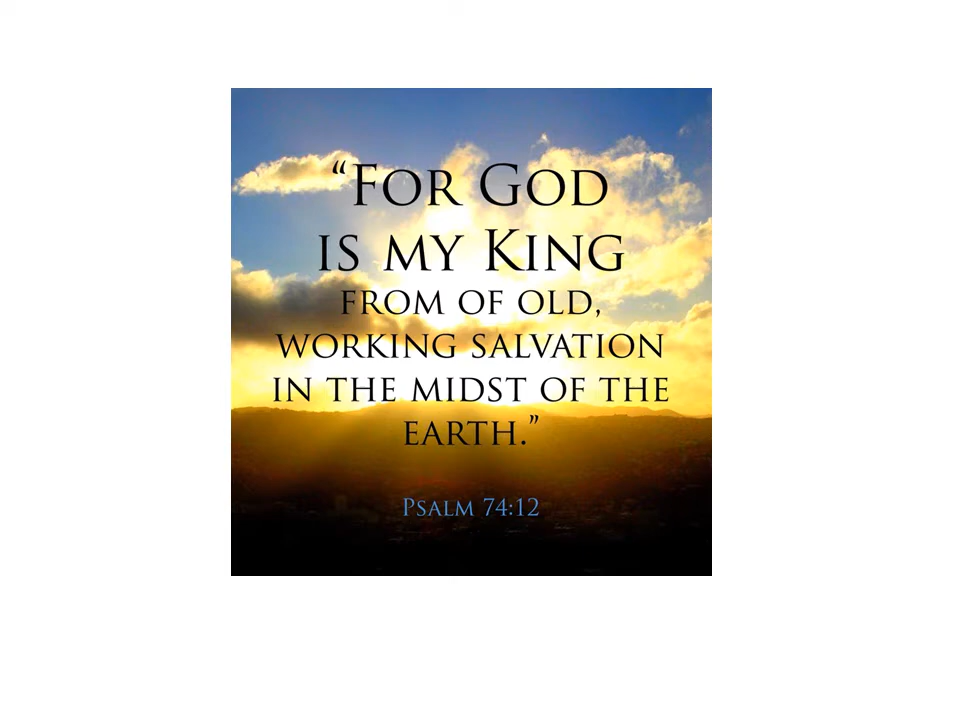 “For God
is my King
from of old,
working salvation
in the midst of the
earth.”
Psalm 74:12